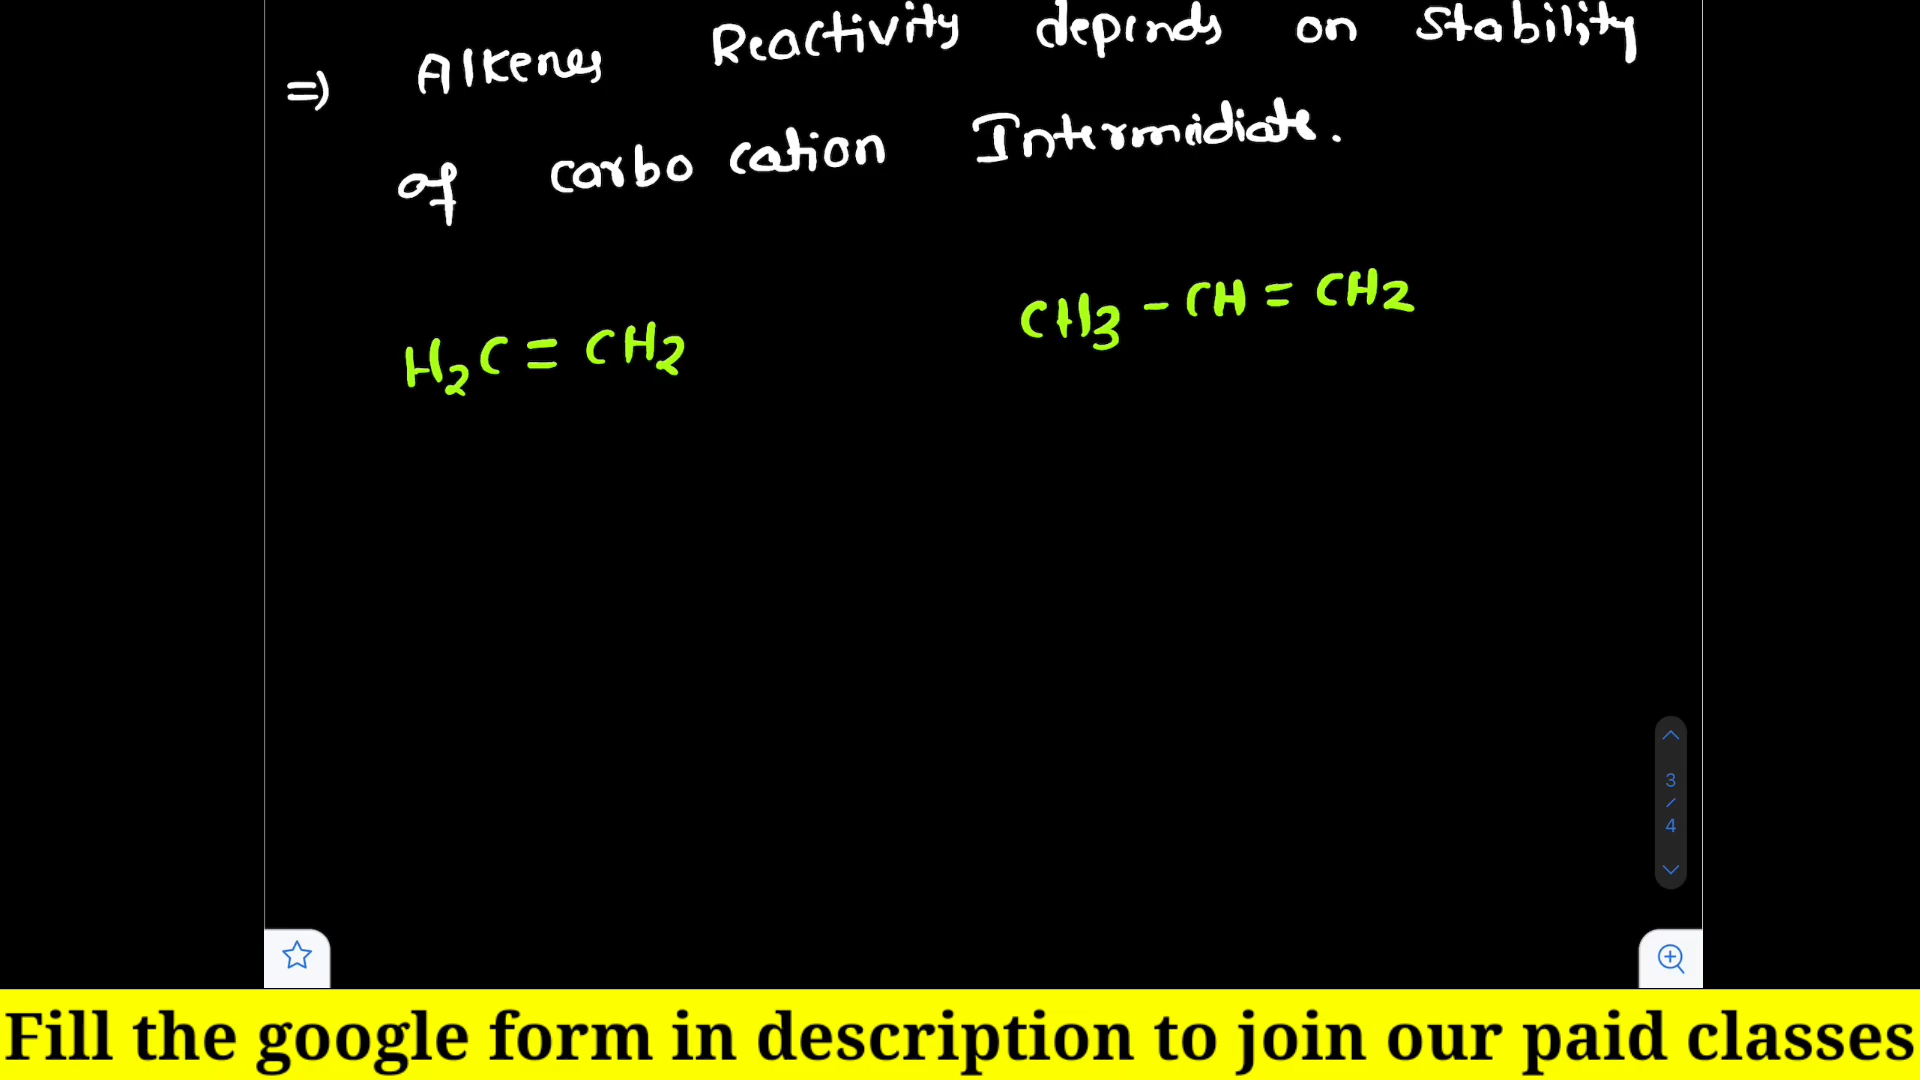 => Alkenes Reactivity depends on stability
of carbo cation Intermidiate.
CH3 - CH = CH2
H2C = CH2
3
/
4
Fill the google form in description to join our paid classes